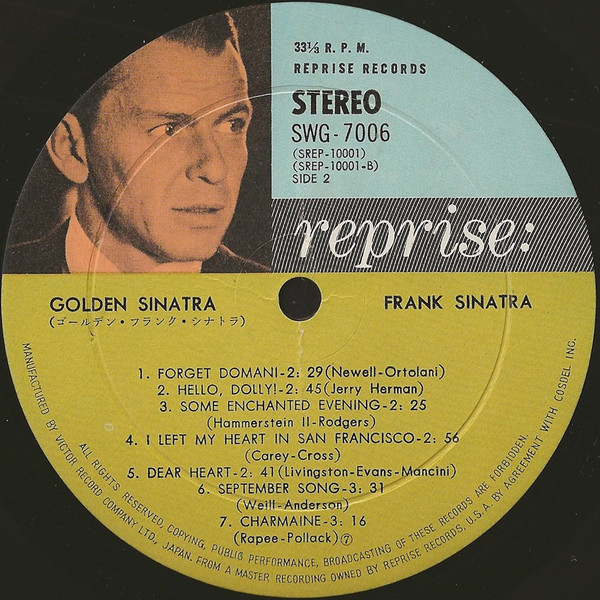 33⅓ R. P. M.
REPRISE RECORDS
STEREO
SWG-7006
(SREP-10001)
(SREP-10001-B)
SIDE 2
reprise:
GOLDEN SINATRA
(ゴールデン・フランク・シナトラ)
FRANK SINATRA
1. FORGET DOMANI-2: 29(Newell-Ortolani)
2. HELLO, DOLLY!-2: 45(Jerry Herman)
3. SOME ENCHANTED EVENING-2: 25
(Hammerstein II-Rodgers)
4. I LEFT MY HEART IN SAN FRANCISCO-2: 56
(Carey-Cross)
5. DEAR HEART-2: 41(Livingston-Evans-Mancini)
6. SEPTEMBER SONG-3: 31
(Weill-Anderson)
7. CHARMAINE-3: 16
(Rapee-Pollack)⑦
ALL RIGHTS RESERVED, COPYING, PUBLIC PERFORMANCE, BROADCASTING OF THESE RECORDS ARE FORBIDDEN.
MANUFACTURED BY VICTOR RECORD COMPANY LTD, JAPAN. FROM A MASTER RECORDING OWNED BY REPRISE RECORDS, U.S.A. BY AGREEMENT WITH COSDEL INC.